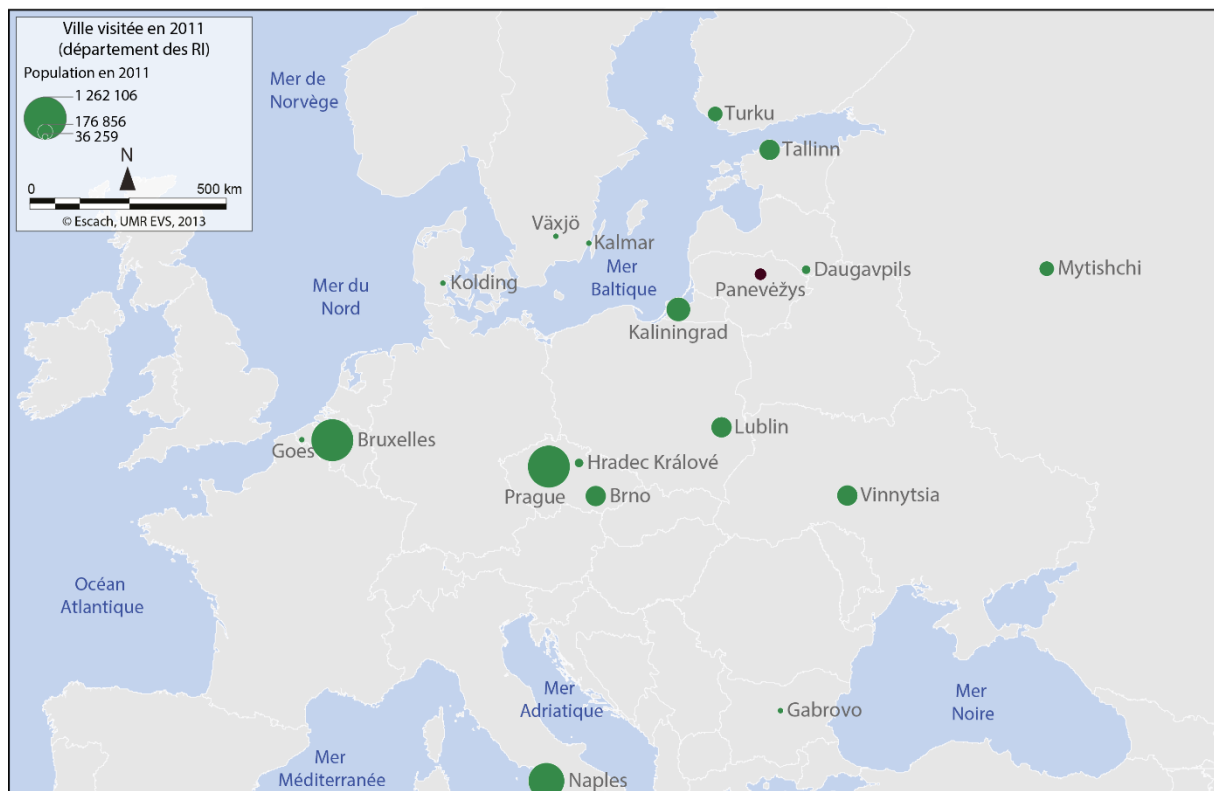 Ville visitée en 2011
(département des RI)
Population en 2011
1 262 106
176 856
36 259
N
0 500 km
© Escach, UMR EVS, 2013
Mer de
Norvège
Turku
Tallinn
Växjö
Kalmar
Mer
Baltique
Daugavpils
Mytishchi
Panevėžys
Kolding
Mer du
Nord
Kaliningrad
Lublin
Goes
Bruxelles
Hradec Králové
Prague
Brno
Vinnytsia
Océan
Atlantique
Mer
Adriatique
Mer
Noire
Gabrovo
Mer
Méditerranée
Naples